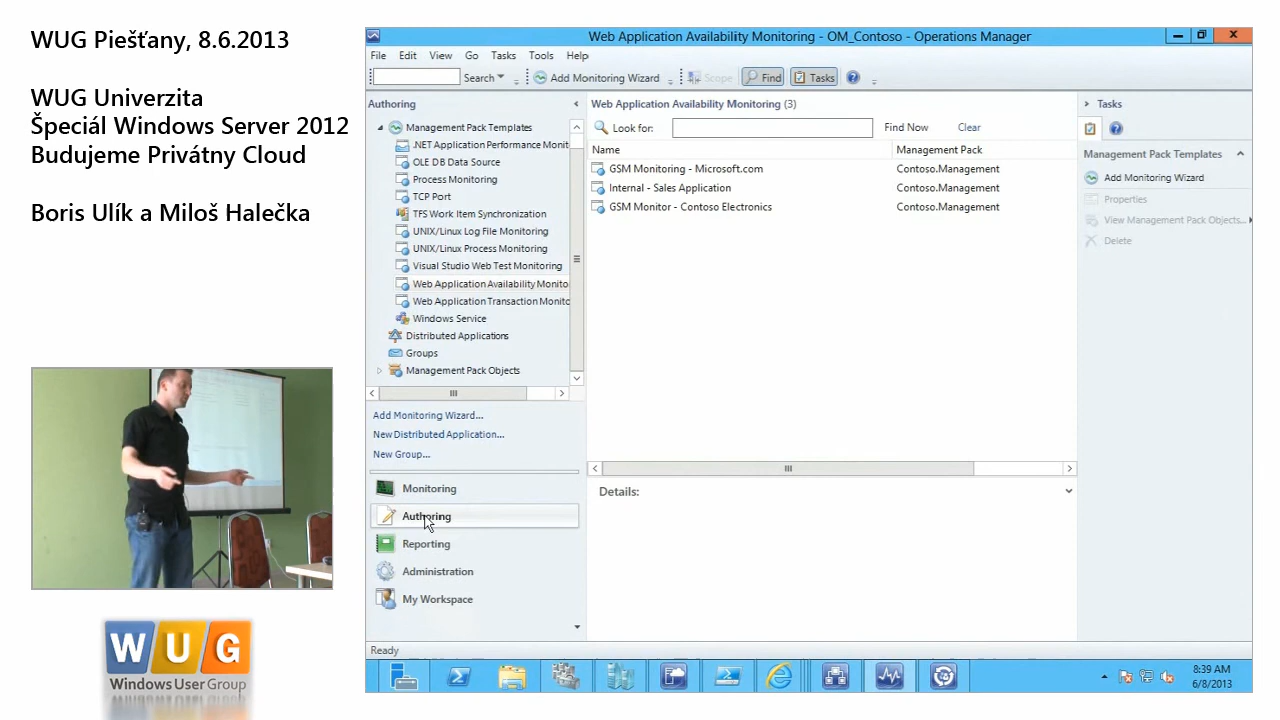 WUG Piešťany, 8.6.2013
WUG Univerzita
Špeciál Windows Server 2012
Budujeme Privátny Cloud
Boris Ulík a Miloš Halečka
WUG
Windows User Group
Web Application Availability Monitoring - OM_Contoso - Operations Manager
File Edit View Go Tasks Tools Help
Search Add Monitoring Wizard Scope Find Tasks
Authoring
Management Pack Templates
.NET Application Performance Monit
OLE DB Data Source
Process Monitoring
TCP Port
TFS Work Item Synchronization
UNIX/Linux Log File Monitoring
UNIX/Linux Process Monitoring
Visual Studio Web Test Monitoring
Web Application Availability Monito
Web Application Transaction Monito
Windows Service
Distributed Applications
Groups
Management Pack Objects
Add Monitoring Wizard...
New Distributed Application...
New Group...
Monitoring
Authoring
Reporting
Administration
My Workspace
Web Application Availability Monitoring (3)
Look for: Find Now Clear
Name Management Pack
GSM Monitoring - Microsoft.com Contoso.Management
Internal - Sales Application Contoso.Management
GSM Monitor - Contoso Electronics Contoso.Management
Details:
Tasks
Management Pack Templates
Add Monitoring Wizard
Properties
View Management Pack Objects...
Delete
Ready
8:39 AM
6/8/2013